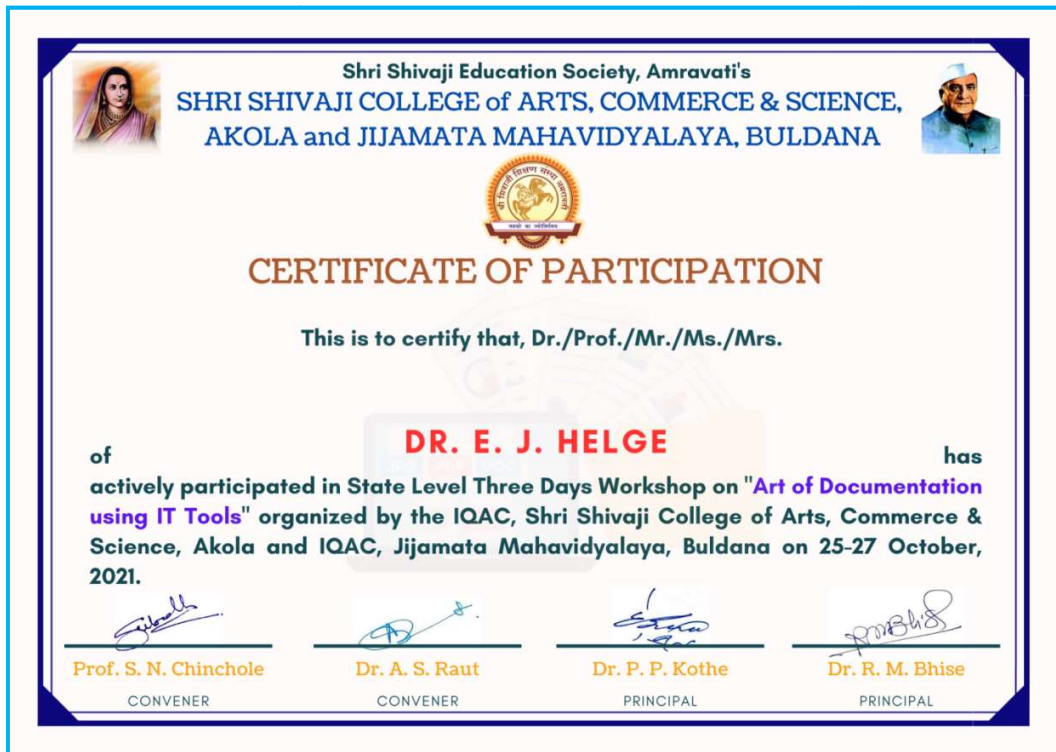 Shri Shivaji Education Society, Amravati's
SHRI SHIVAJI COLLEGE of ARTS, COMMERCE & SCIENCE,
AKOLA and JIJAMATA MAHAVIDYALAYA, BULDANA
श्री शिवाजी शिक्षण संस्था अमरावती
CERTIFICATE OF PARTICIPATION
This is to certify that, Dr./Prof./Mr./Ms./Mrs.
DR. E. J. HELGE
of has
actively participated in State Level Three Days Workshop on "Art of Documentation
using IT Tools" organized by the IQAC, Shri Shivaji College of Arts, Commerce &
Science, Akola and IQAC, Jijamata Mahavidyalaya, Buldana on 25-27 October,
2021.
Prof. S. N. Chinchole Dr. A. S. Raut Dr. P. P. Kothe Dr. R. M. Bhise
CONVENER CONVENER PRINCIPAL PRINCIPAL